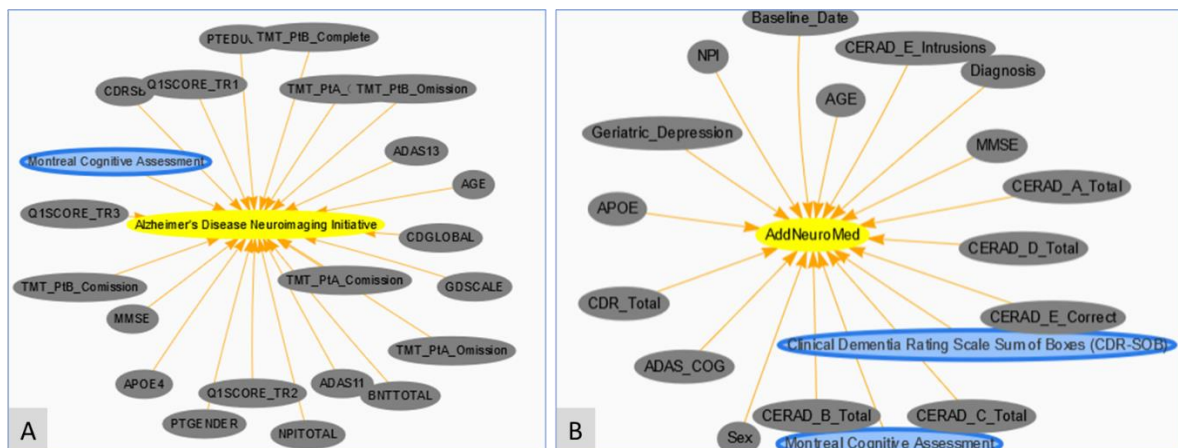 PTEDU
TMT_PtB_Complete
Q1SCORE_TR1
CDRSB
TMT_PtA_
TMT_PtB_Omission
Montreal Cognitive Assessment
ADAS13
AGE
Q1SCORE_TR3
Alzheimer's Disease Neuroimaging Initiative
CDGLOBAL
TMT_PtB_Comission
TMT_PtA_Comission
GDSCALE
MMSE
TMT_PtA_Omission
APOE4
Q1SCORE_TR2
ADAS11
BNTTOTAL
PTGENDER
NPITOTAL
A
Baseline_Date
NPI
CERAD_E_Intrusions
Diagnosis
AGE
Geriatric_Depression
MMSE
CERAD_A_Total
APOE
AddNeuroMed
CERAD_D_Total
CDR_Total
CERAD_E_Correct
Clinical Dementia Rating Scale Sum of Boxes (CDR-SOB)
ADAS_COG
CERAD_B_Total
CERAD_C_Total
Sex
Montreal Cognitive Assessment
B